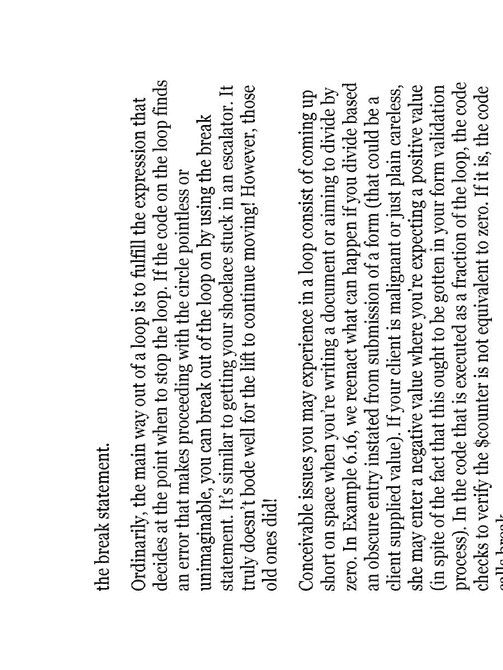 the break statement.
Ordinarily, the main way out of a loop is to fulfill the expression that
decides at the point when to stop the loop. If the code on the loop finds
an error that makes proceeding with the circle pointless or
unimaginable, you can break out of the loop on by using the break
statement. It's similar to getting your shoelace stuck in an escalator. It
truly doesn't bode well for the lift to continue moving! However, those
old ones did!
Conceivable issues you may experience in a loop consist of coming up
short on space when you're writing a document or aiming to divide by
zero. In Example 6.16, we reenact what can happen if you divide based
an obscure entry instated from submission of a form (that could be a
client supplied value). If your client is malignant or just plain careless,
she may enter a negative value where you're expecting a positive value
(in spite of the fact that this ought to be gotten in your form validation
process). In the code that is executed as a fraction of the loop, the code
checks to verify the $counter is not equivalent to zero. If it is, the code
calls break